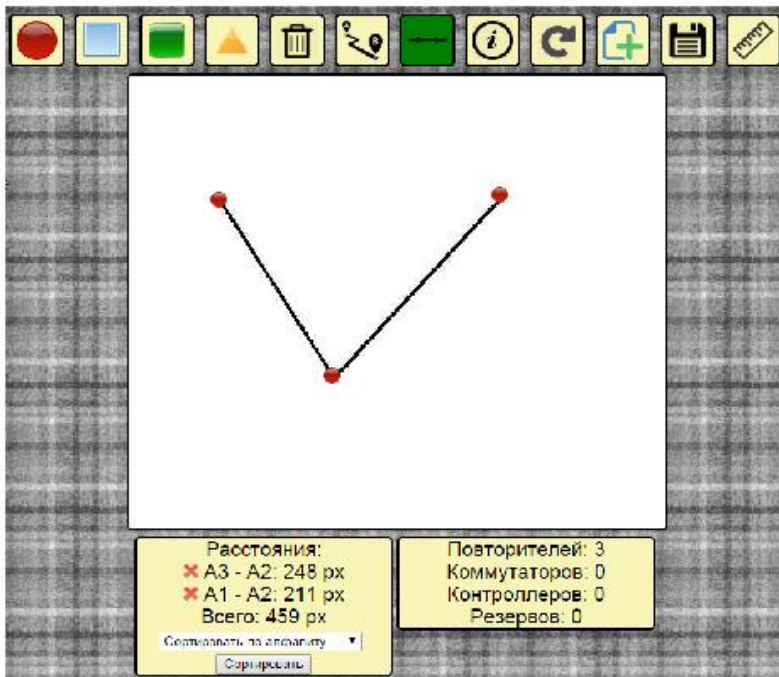 Расстояния:
A3 - A2: 248 px
A1 - A2: 211 px
Всего: 459 px
Сортировать по алфавиту
Сортировать
Повторителей: 3
Коммутаторов: 0
Контроллеров: 0
Резервов: 0